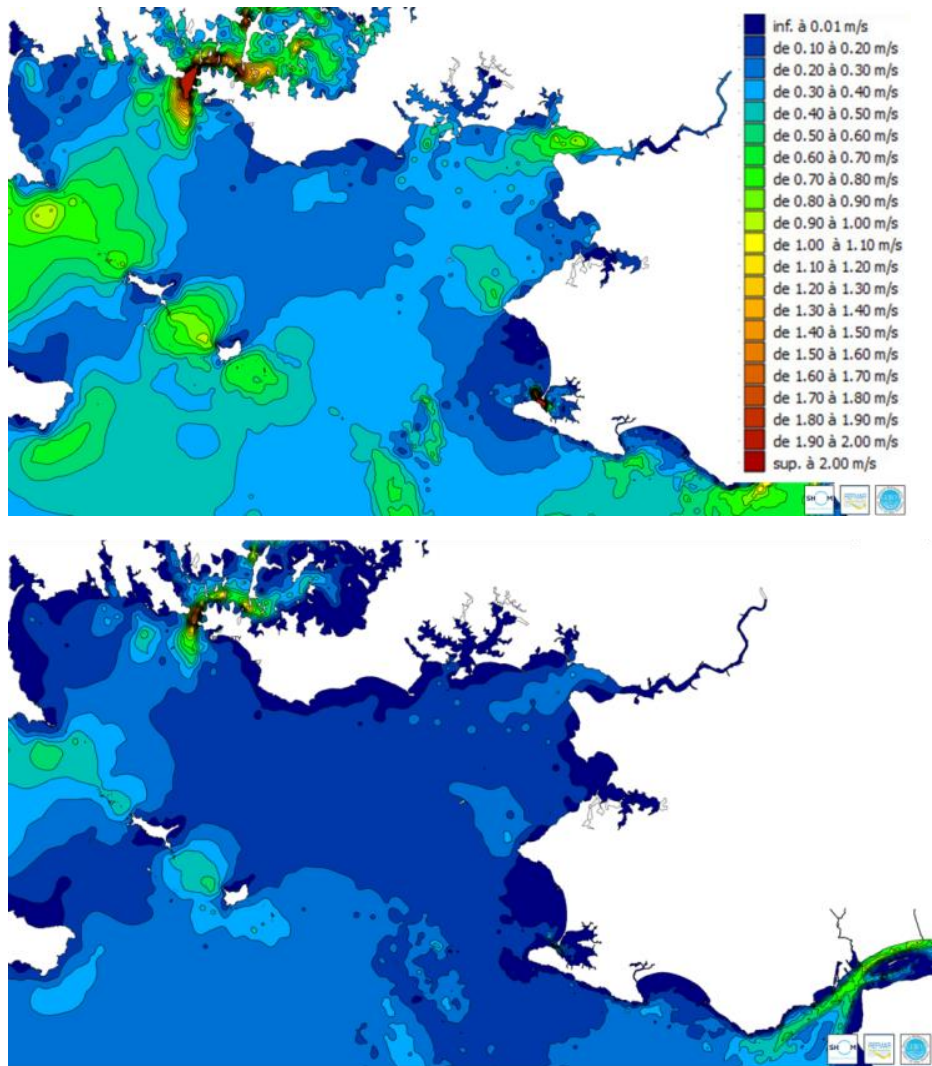 inf. à 0.01 m/s
de 0.10 à 0.20 m/s
de 0.20 à 0.30 m/s
de 0.30 à 0.40 m/s
de 0.40 à 0.50 m/s
de 0.50 à 0.60 m/s
de 0.60 à 0.70 m/s
de 0.70 à 0.80 m/s
de 0.80 à 0.90 m/s
de 0.90 à 1.00 m/s
de 1.00 à 1.10 m/s
de 1.10 à 1.20 m/s
de 1.20 à 1.30 m/s
de 1.30 à 1.40 m/s
de 1.40 à 1.50 m/s
de 1.50 à 1.60 m/s
de 1.60 à 1.70 m/s
de 1.70 à 1.80 m/s
de 1.80 à 1.90 m/s
de 1.90 à 2.00 m/s
sup. à 2.00 m/s
SHOM
REFMAR
SHOM
REFMAR